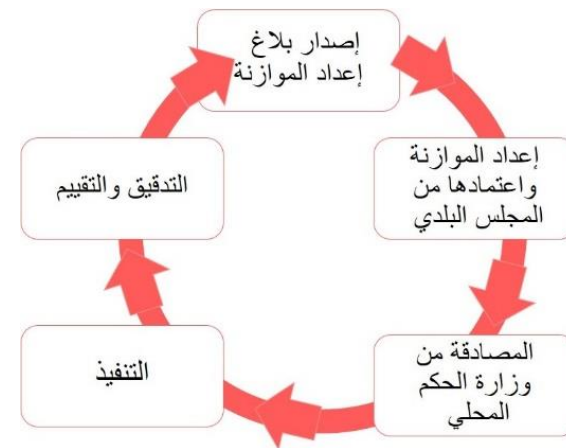 إصدار بلاغ
إعداد الموازنة
إعداد الموازنة
واعتمادها من
المجلس البلدي
المصادقة من
وزارة الحكم
المحلي
التنفيذ
التدقيق والتقييم